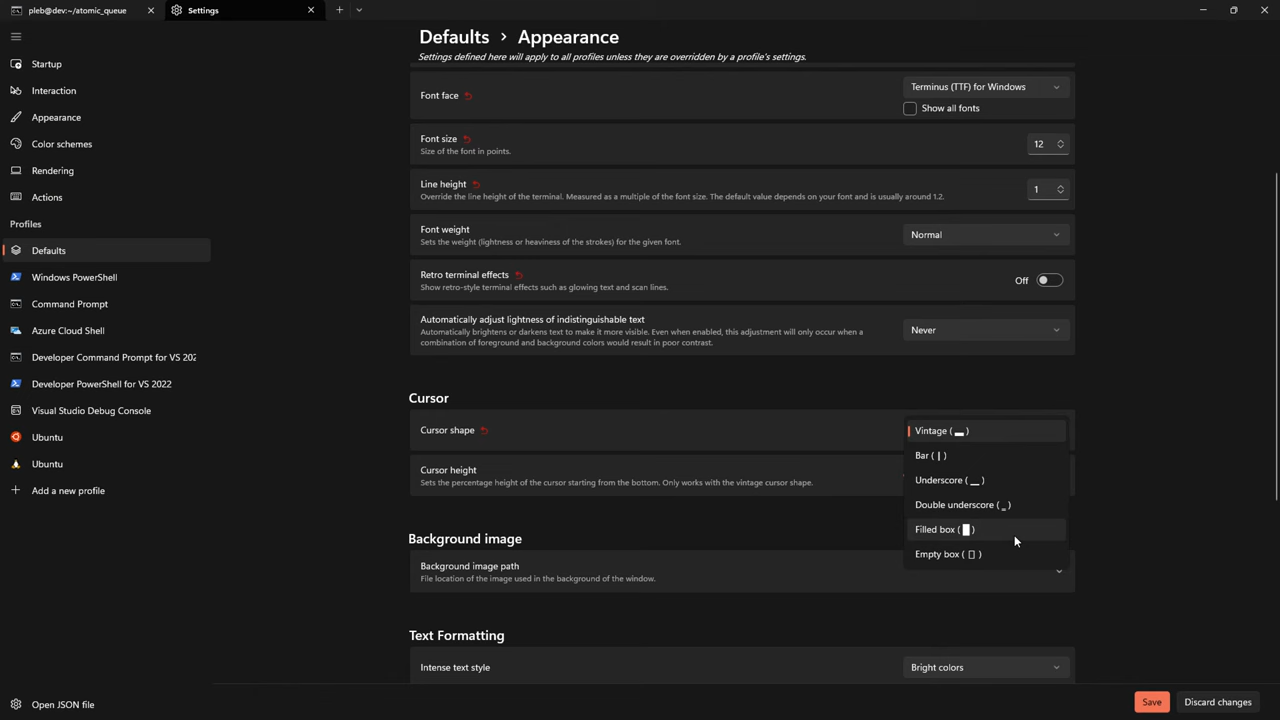 pleb@dev:~/atomic_queue
Settings
Startup
Interaction
Appearance
Color schemes
Rendering
Actions
Profiles
Defaults
Windows PowerShell
Command Prompt
Azure Cloud Shell
Developer Command Prompt for VS 202
Developer PowerShell for VS 2022
Visual Studio Debug Console
Ubuntu
Ubuntu
Add a new profile
Open JSON file
Defaults > Appearance
Settings defined here will apply to all profiles unless they are overridden by a profile's settings.
Font face
Terminus (TTF) for Windows
Show all fonts
Font size
Size of the font in points.
12
Line height
Override the line height of the terminal. Measured as a multiple of the font size. The default value depends on your font and is usually around 1.2.
1
Font weight
Sets the weight (lightness or heaviness of the strokes) for the given font.
Normal
Retro terminal effects
Show retro-style terminal effects such as glowing text and scan lines.
Off
Automatically adjust lightness of indistinguishable text
Automatically brightens or darkens text to make it more visible. Even when enabled, this adjustment will only occur when a
combination of foreground and background colors would result in poor contrast.
Never
Cursor
Cursor shape
Vintage ( ▂ )
Bar ( ┃ )
Underscore ( ▁ )
Double underscore ( ‗ )
Filled box ( █ )
Empty box ( ▯ )
Cursor height
Sets the percentage height of the cursor starting from the bottom. Only works with the vintage cursor shape.
Background image
Background image path
File location of the image used in the background of the window.
Text Formatting
Intense text style
Bright colors
Save
Discard changes